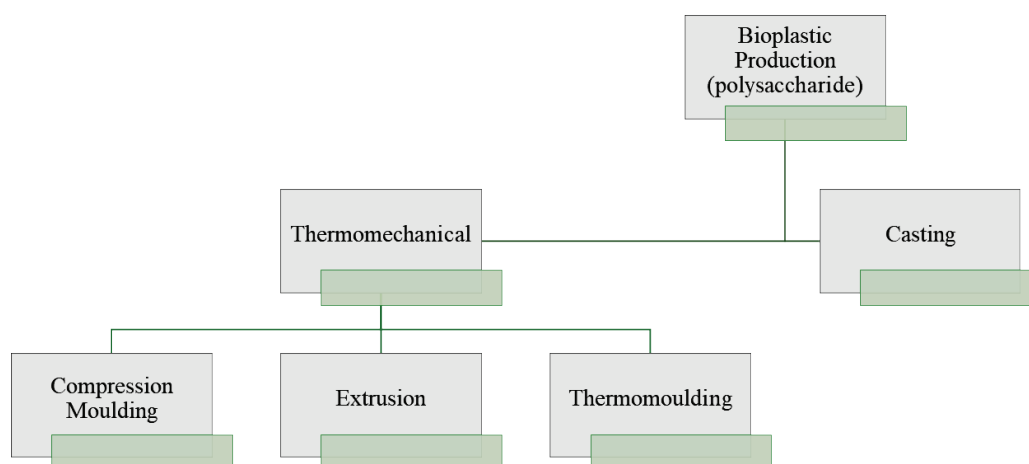 Bioplastic
Production
(polysaccharide)
Thermomechanical
Casting
Compression
Moulding
Extrusion
Thermomoulding